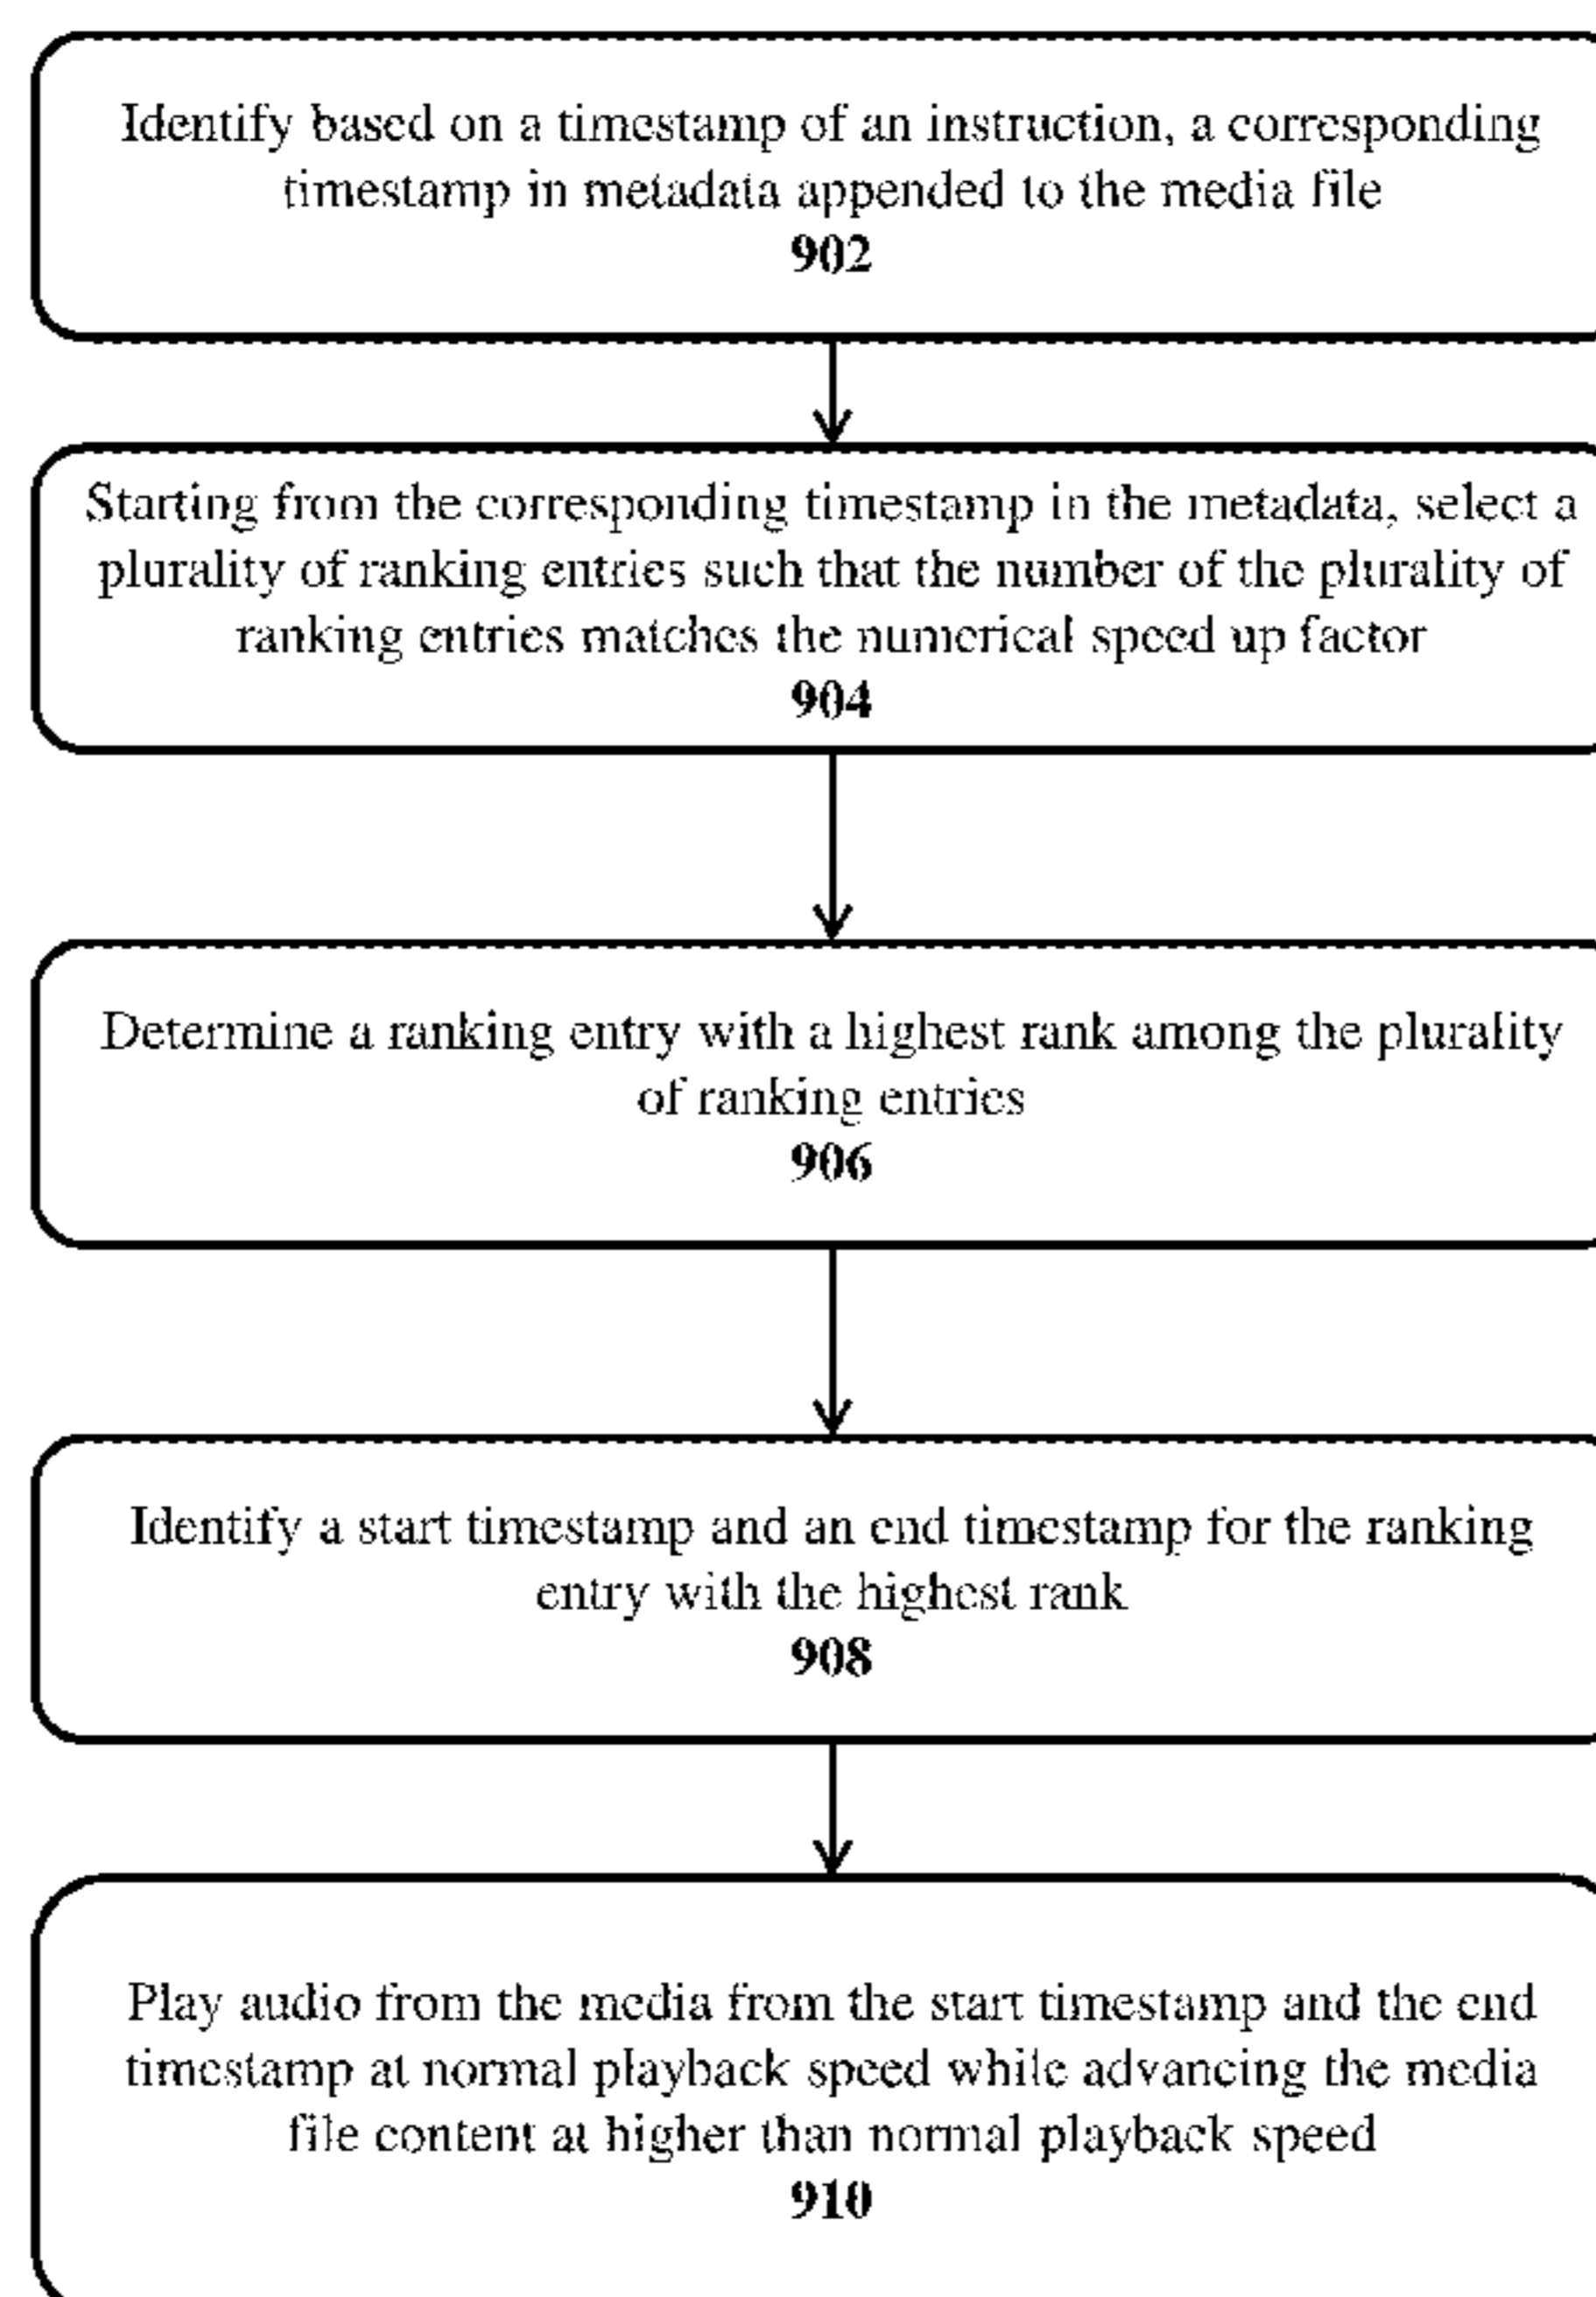 Identify based on a timestamp of an instruction, a corresponding
timestamp in metadata appended to the media file
902
Starting from the corresponding timestamp in the metadata, select a
plurality of ranking entries such that the number of the plurality of
ranking entries matches the numerical speed up factor
904
Determine a ranking entry with a highest rank among the plurality
of ranking entries
906
Identify a start timestamp and an end timestamp for the ranking
entry with the highest rank
908
Play audio from the media from the start timestamp and the end
timestamp at normal playback speed while advancing the media
file content at higher than normal playback speed
910